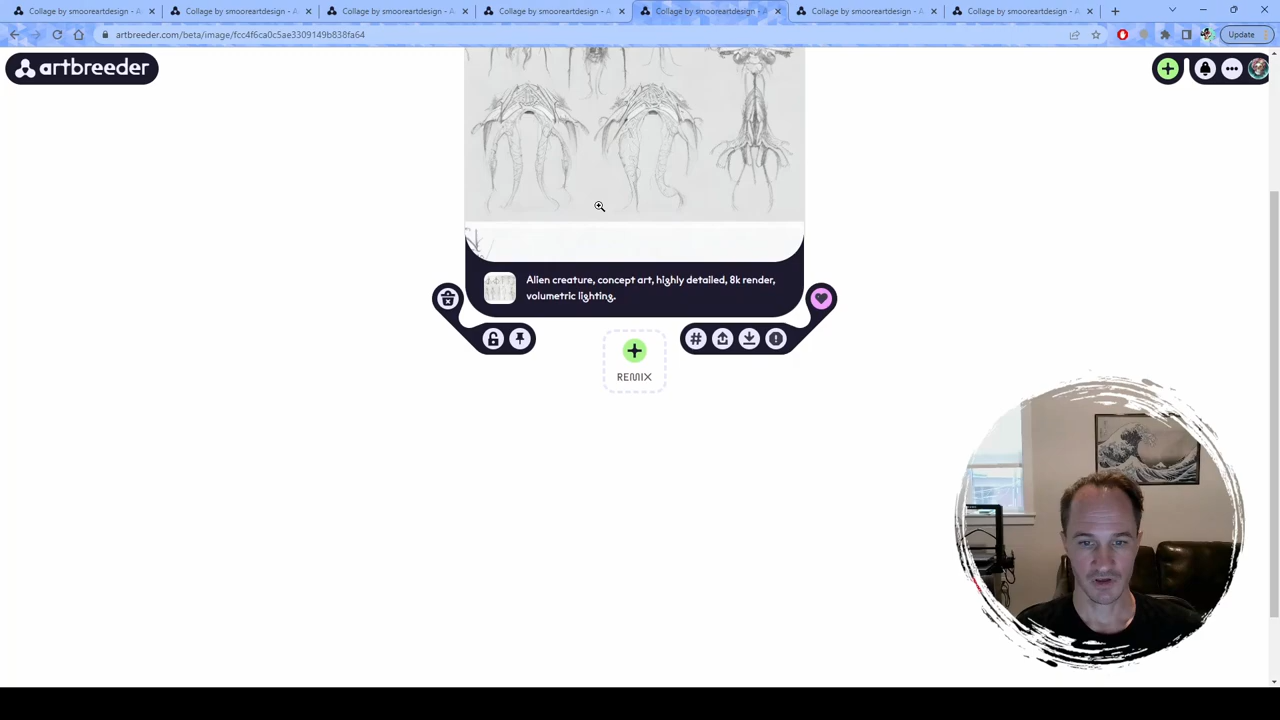 Collage by smooreartdesign - A
Collage by smooreartdesign - A
Collage by smooreartdesign - A
Collage by smooreartdesign - A
Collage by smooreartdesign - A
Collage by smooreartdesign - A
Collage by smooreartdesign - A
artbreeder.com/beta/image/fcc4f6ca0c5ae3309149b838fa64
Update
artbreeder
Alien creature, concept art, highly detailed, 8k render,
volumetric lighting.
REMIX